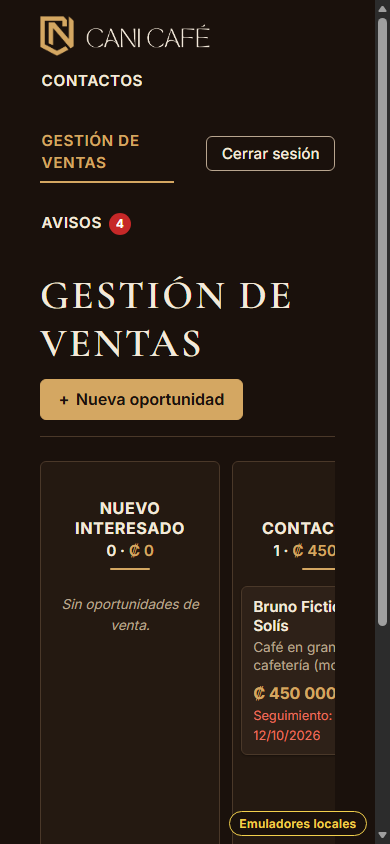 CANI CAFÉ
CONTACTOS
GESTIÓN DE
VENTAS
Cerrar sesión
AVISOS 4
GESTIÓN DE
VENTAS
+ Nueva oportunidad
NUEVO
INTERESADO
0 · ₡ 0
Sin oportunidades de
venta.
CONTAC
1 · ₡ 450
Bruno Fictic
Solís
Café en gran
cafetería (mo
₡ 450 000
Seguimiento:
12/10/2026
Emuladores locales